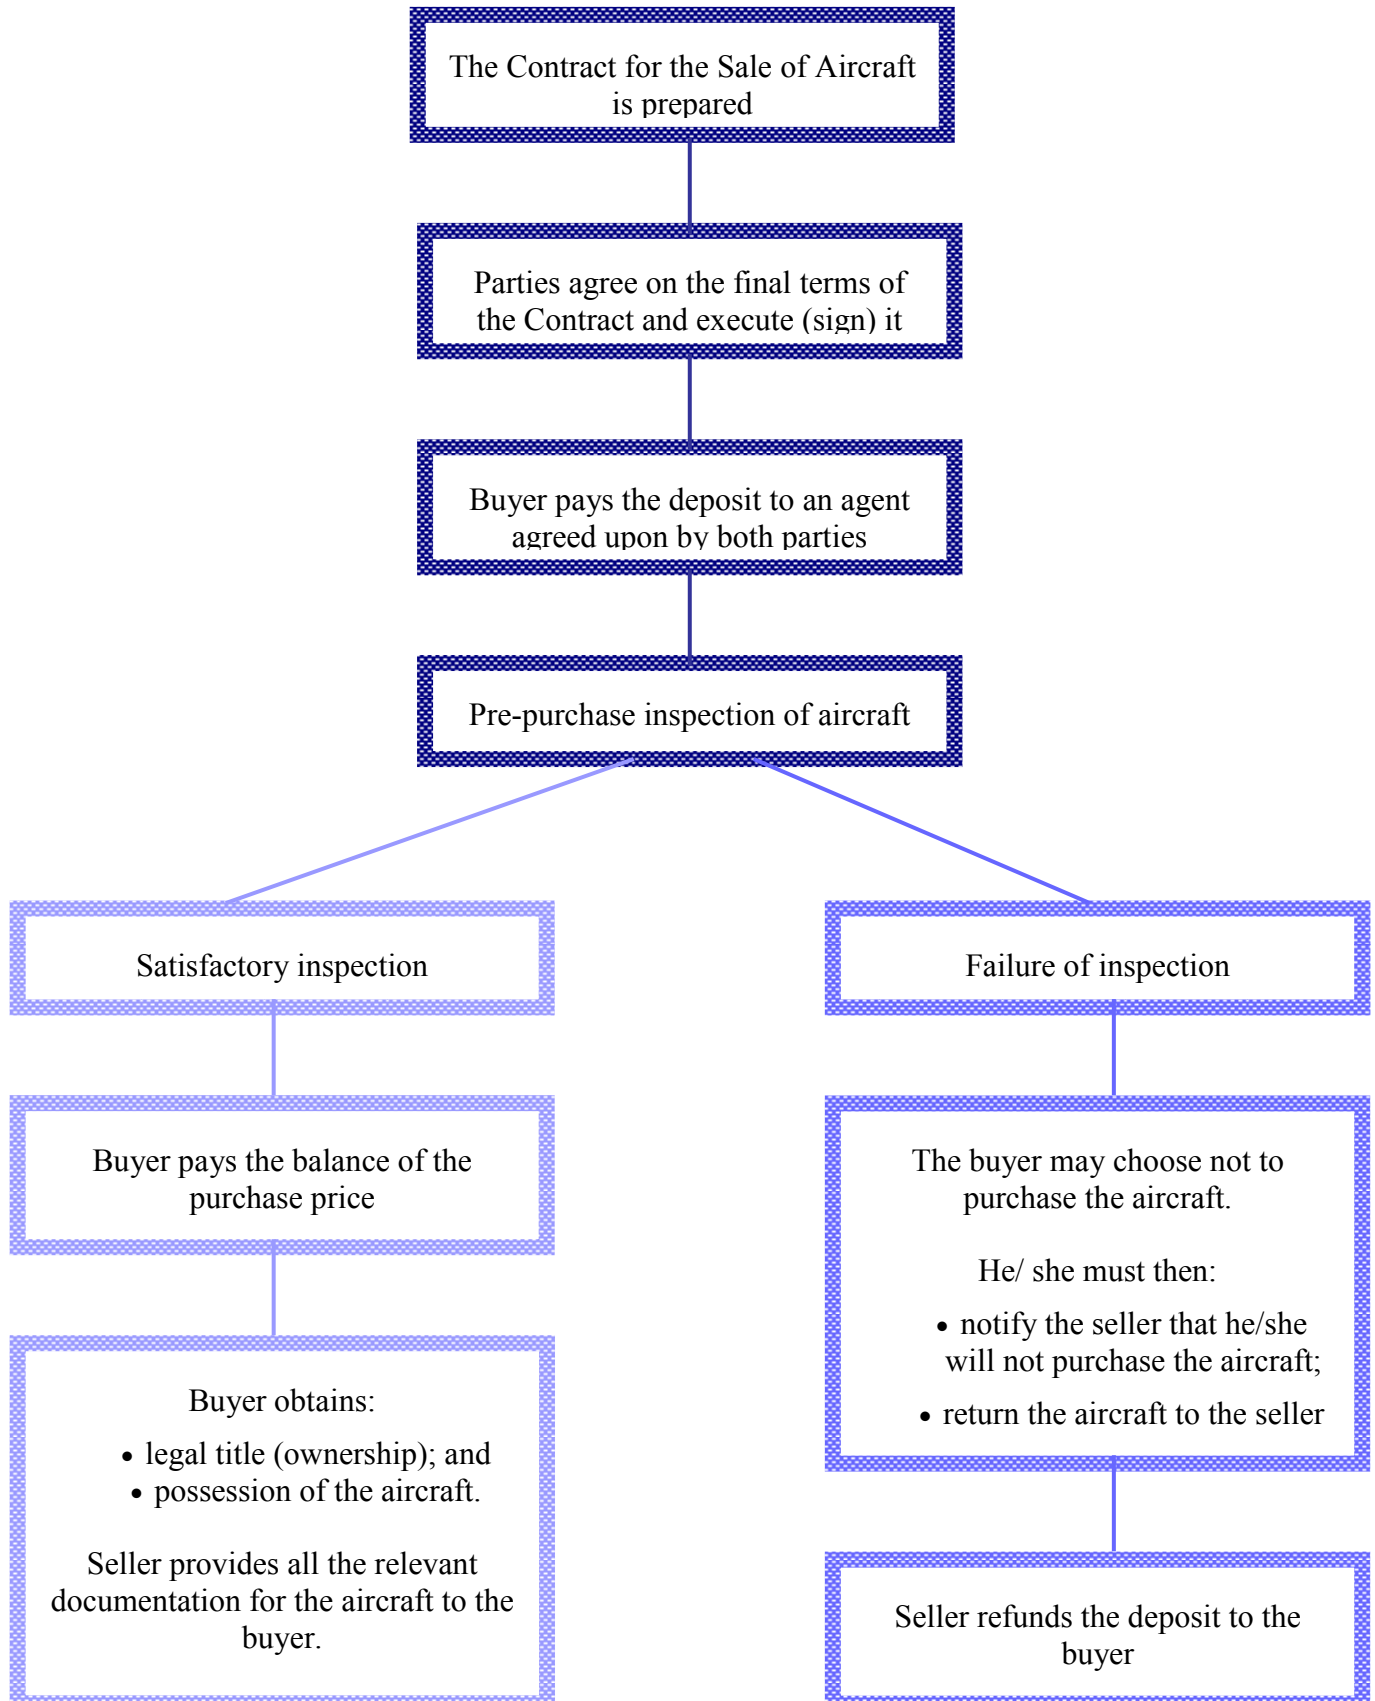 The Contract for the Sale of Aircraft
is prepared
Parties agree on the final terms of
the Contract and execute (sign) it
Buyer pays the deposit to an agent
agreed upon by both parties
Pre-purchase inspection of aircraft
Satisfactory inspection
Buyer pays the balance of the
purchase price
Buyer obtains:
• legal title (ownership); and
• possession of the aircraft.
Seller provides all the relevant
documentation for the aircraft to the
buyer.
Failure of inspection
The buyer may choose not to
purchase the aircraft.
He/ she must then:
• notify the seller that he/she
will not purchase the aircraft;
• return the aircraft to the seller
Seller refunds the deposit to the
buyer